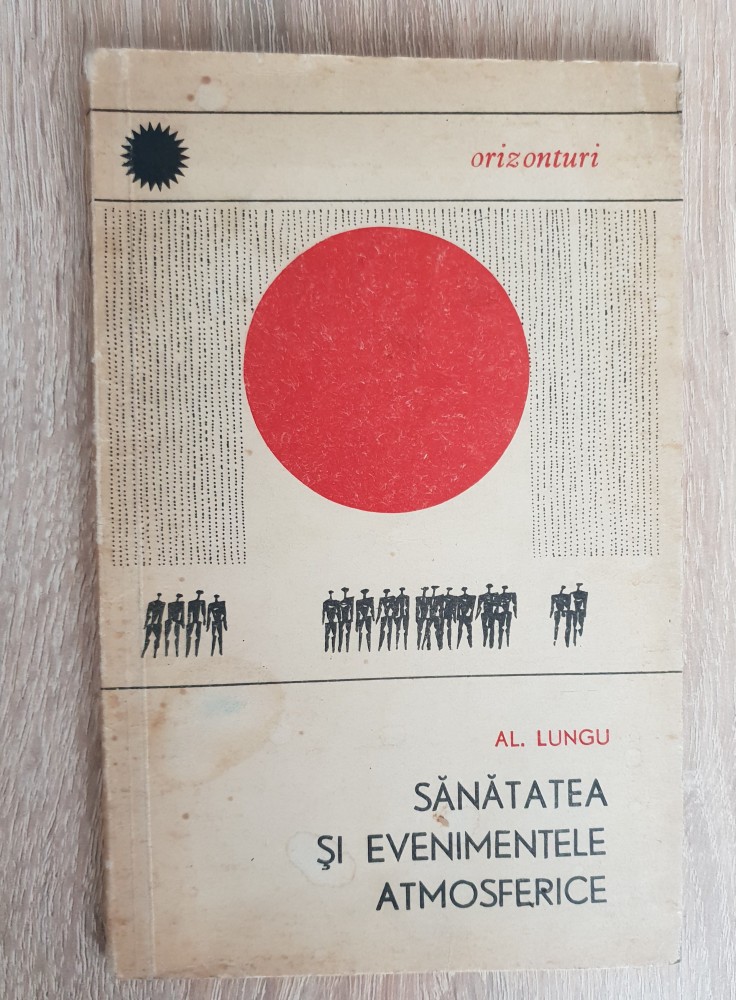 orizonturi
AL. LUNGU
SĂNĂTATEA
ŞI EVENIMENTELE
ATMOSFERICE